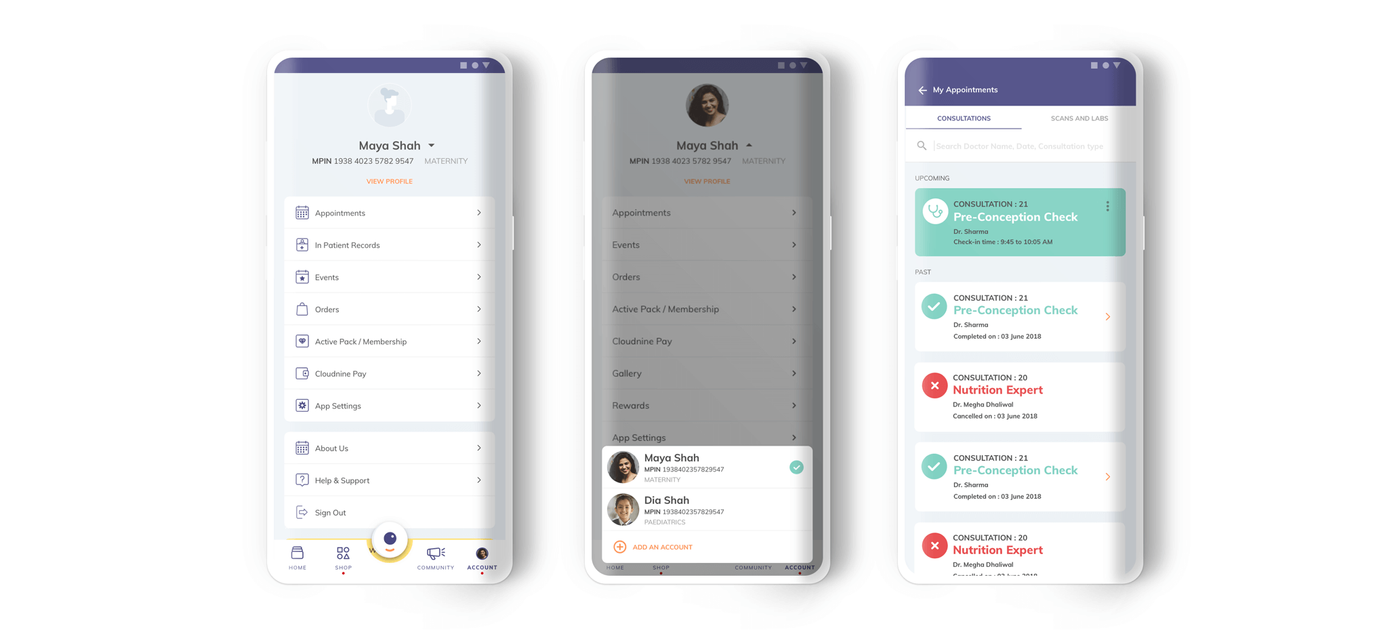 Maya Shah
MPIN 1938 4023 5782 9547 MATERNITY
VIEW PROFILE
Appointments
In Patient Records
Events
Orders
Active Pack / Membership
Cloudnine Pay
App Settings
About Us
Help & Support
Sign Out
HOME
SHOP
COMMUNITY
ACCOUNT
Maya Shah
MPIN 1938 4023 5782 9547 MATERNITY
VIEW PROFILE
Appointments
Events
Orders
Active Pack / Membership
Cloudnine Pay
Gallery
Rewards
App Settings
Maya Shah
MPIN 1938402357829547
MATERNITY
Dia Shah
MPIN 1938402357829547
PAEDIATRICS
ADD AN ACCOUNT
HOME
SHOP
COMMUNITY
ACCOUNT
My Appointments
CONSULTATIONS
SCANS AND LABS
Search Doctor Name, Date, Consultation type
UPCOMING
CONSULTATION : 21
Pre-Conception Check
Dr. Sharma
Check-in time : 9:45 to 10:05 AM
PAST
CONSULTATION : 21
Pre-Conception Check
Dr. Sharma
Completed on : 03 June 2018
CONSULTATION : 20
Nutrition Expert
Dr. Megha Dhaliwal
Cancelled on : 03 June 2018
CONSULTATION : 21
Pre-Conception Check
Dr. Sharma
Completed on : 03 June 2018
CONSULTATION : 20
Nutrition Expert
Dr. Megha Dhaliwal
Cancelled on : 03 June 2018